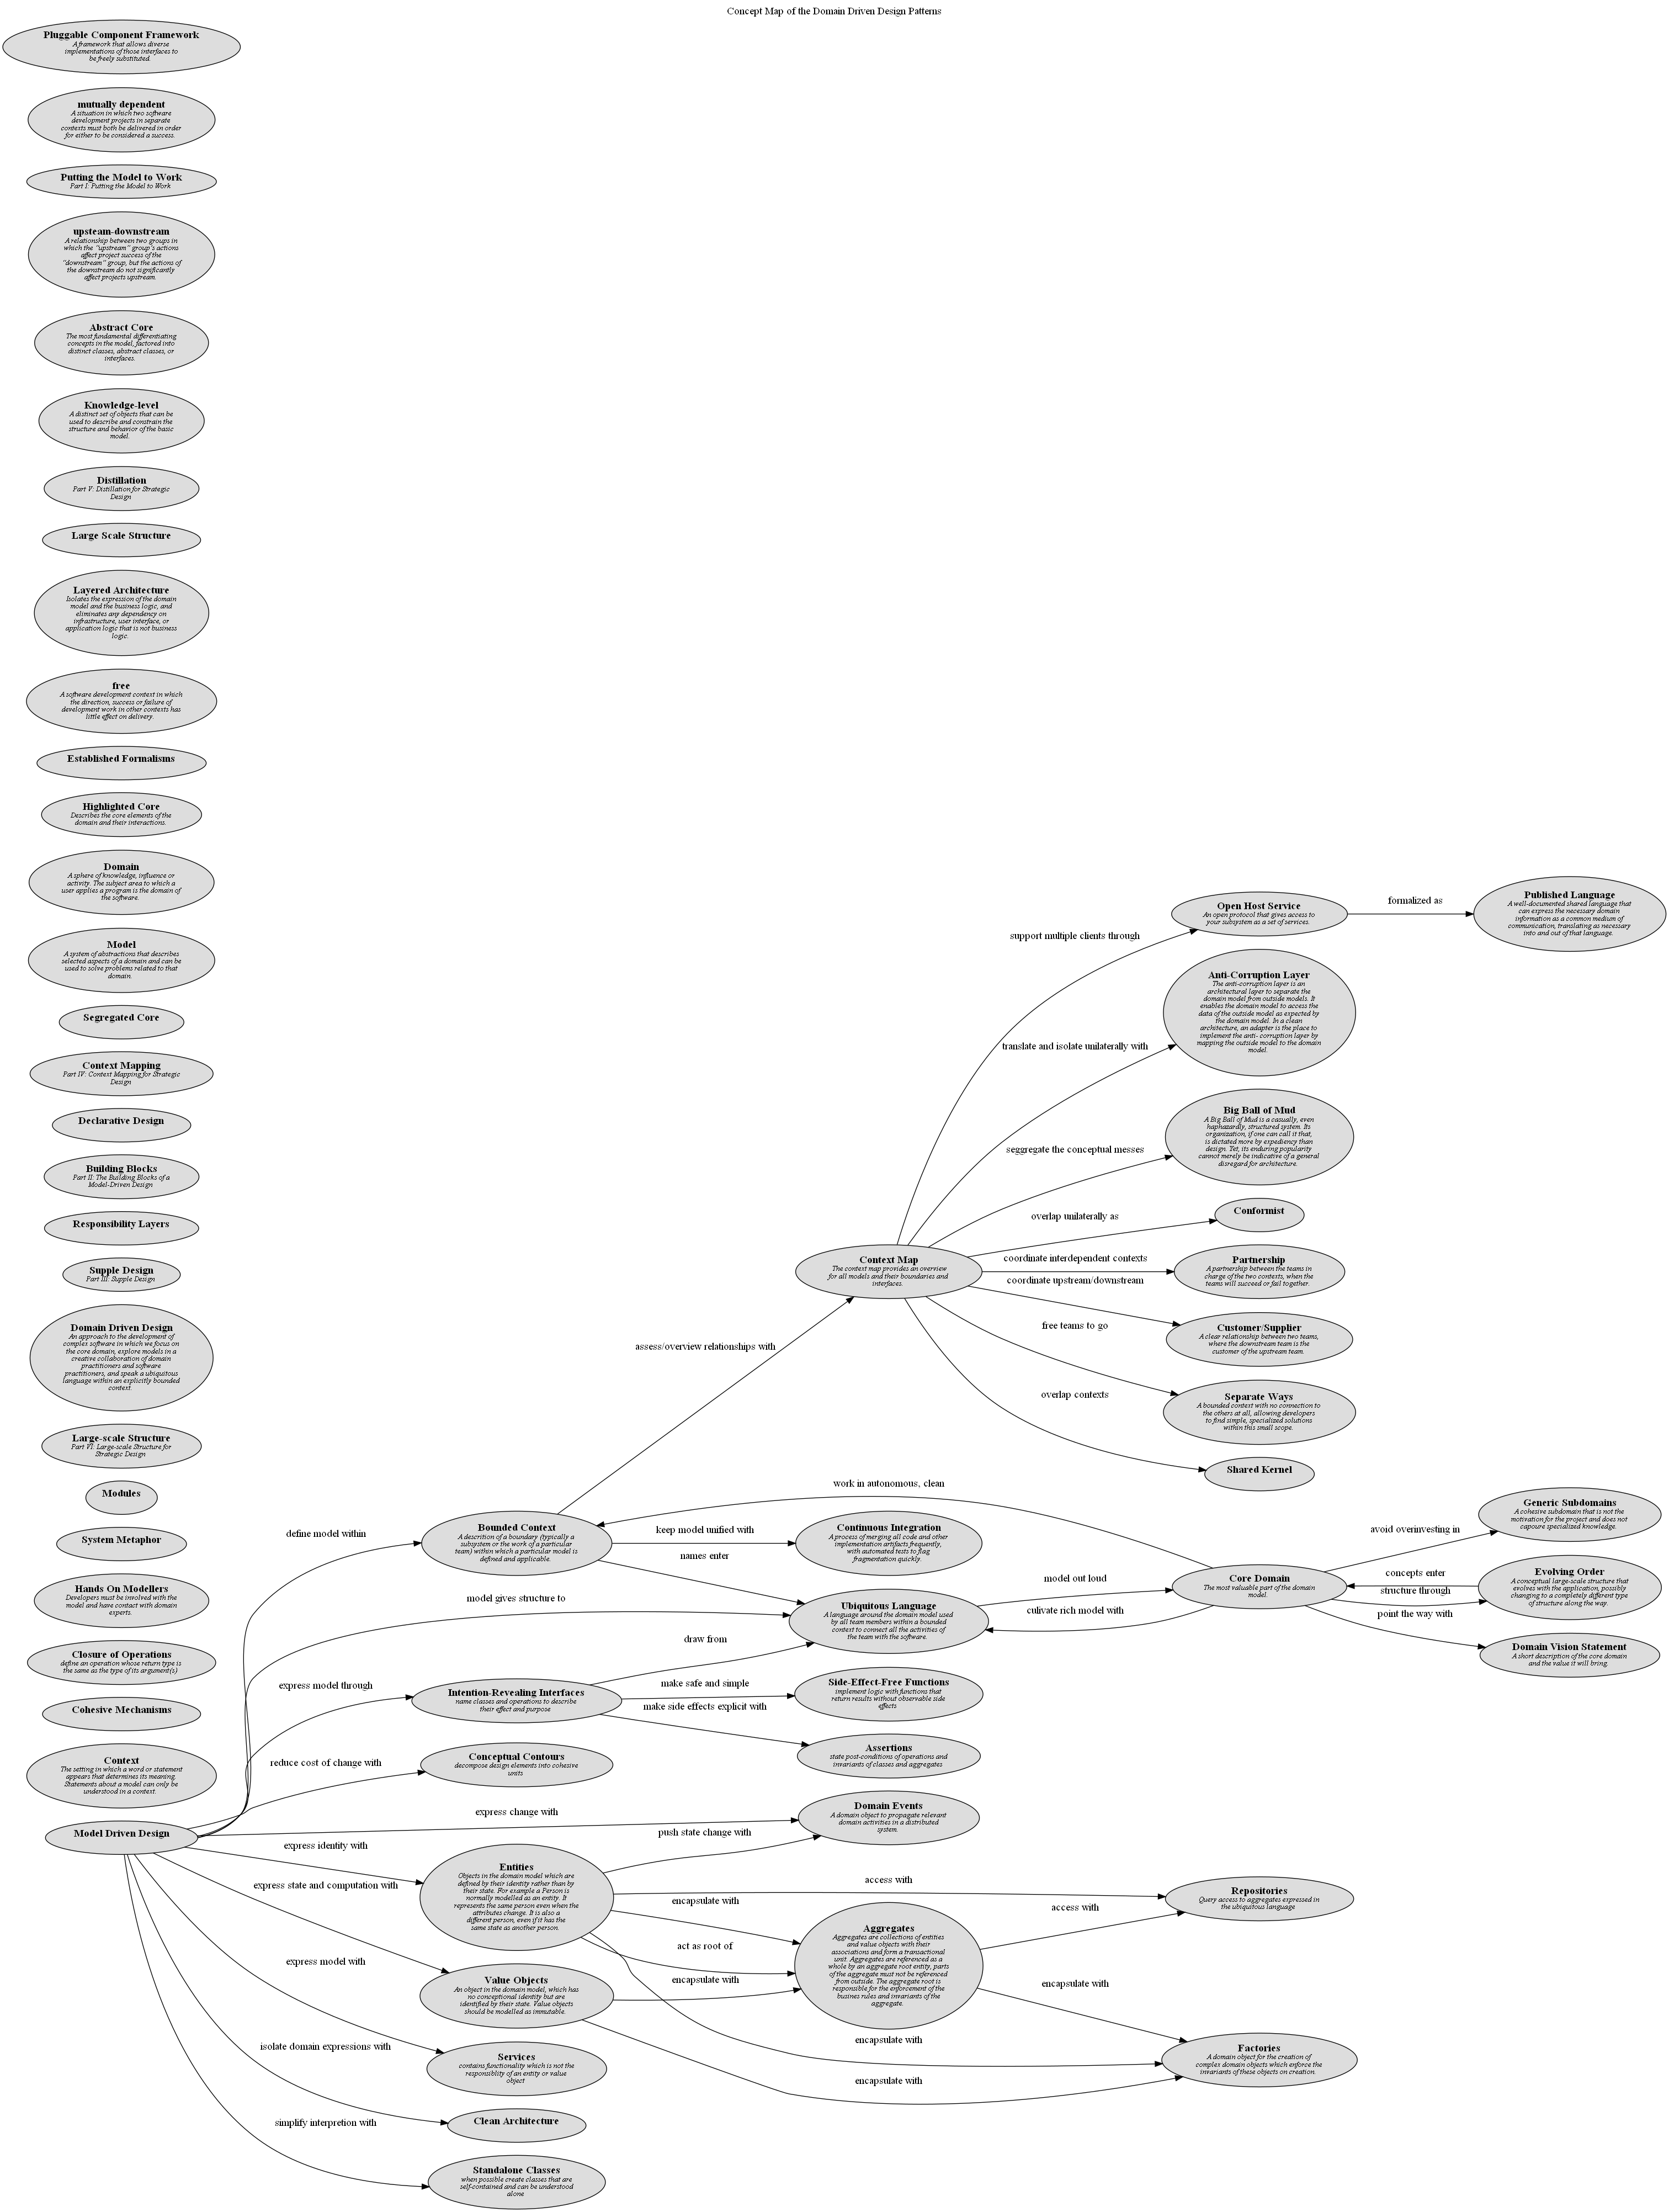 Concept Map of the Domain Driven Design Patterns
Pluggable Component Framework
A framework that allows diverse
implementations of those interfaces to
be freely substituted.
mutually dependent
A situation in which two software
development projects in separate
contexts must both be delivered in order
for either to be considered a success.
Putting the Model to Work
Part I: Putting the Model to Work
upsteam-downstream
A relationship between two groups in
which the "upstream" group's actions
affect project success of the
"downstream" group, but the actions of
the downstream do not significantly
affect projects upstream.
Abstract Core
The most fundamental differentiating
concepts in the model, factored into
distinct classes, abstract classes, or
interfaces.
Knowledge-level
A distinct set of objects that can be
used to describe and constrain the
structure and behavior of the basic
model.
Distillation
Part V: Distillation for Strategic
Design
Large Scale Structure
Layered Architecture
Isolates the expression of the domain
model and the business logic, and
eliminates any dependency on
infrastructure, user interface, or
application logic that is not business
logic.
free
A software development context in which
the direction, success or failure of
development work in other contexts has
little effect on delivery.
Established Formalisms
Highlighted Core
Describes the core elements of the
domain and their interactions.
Domain
A sphere of knowledge, influence or
activity. The subject area to which a
user applies a program is the domain of
the software.
Model
A system of abstractions that describes
selected aspects of a domain and can be
used to solve problems related to that
domain.
Segregated Core
Context Mapping
Part IV: Context Mapping for Strategic
Design
Declarative Design
Building Blocks
Part II: The Building Blocks of a
Model-Driven Design
Responsibility Layers
Supple Design
Part III: Supple Design
Domain Driven Design
An approach to the development of
complex software in which we focus on
the core domain, explore models in a
creative collaboration of domain
practitioners and software
practitioners, and speak a ubiquitous
language within an explicitly bounded
context.
Large-scale Structure
Part VI: Large-scale Structure for
Strategic Design
Modules
System Metaphor
Hands On Modellers
Developers must be involved with the
model and have contact with domain
experts.
Closure of Operations
define an operation whose return type is
the same as the type of its argument(s)
Cohesive Mechanisms
Context
The setting in which a word or statement
appears that determines its meaning.
Statements about a model can only be
understood in a context.
Model Driven Design
define model within
model gives structure to
express model through
reduce cost of change with
express change with
express identity with
express state and computation with
express model with
isolate domain expressions with
simplify interpretion with
Bounded Context
A descrition of a boundary (typically a
subsystem or the work of a particular
team) within which a particular model is
defined and applicable.
Intention-Revealing Interfaces
name classes and operations to describe
their effect and purpose
Conceptual Contours
decompose design elements into cohesive
units
Entities
Objects in the domain model which are
defined by their identity rather than by
their state. For example a Person is
normally modelled as an entity. It
represents the same person even when the
attributes change. It is also a
different person, even if it has the
same state as another person.
Value Objects
An object in the domain model, which has
no conceptional identity but are
identified by their state. Value objects
should be modelled as immutable.
Services
contains functionality which is not the
responsiblity of an entity or value
object
Clean Architecture
Standalone Classes
when possible create classes that are
self-contained and can be understood
alone
assess/overview relationships with
work in autonomous, clean
keep model unified with
names enter
draw from
make safe and simple
make side effects explicit with
push state change with
access with
encapsulate with
act as root of
encapsulate with
encapsulate with
encapsulate with
Context Map
The context map provides an overview
for all models and their boundaries and
interfaces.
Continuous Integration
A process of merging all code and other
implementation artifacts frequently,
with automated tests to flag
fragmentation quickly.
Ubiquitous Language
A language around the domain model used
by all team members within a bounded
context to connect all the activities of
the team with the software.
Side-Effect-Free Functions
implement logic with functions that
return results without observable side
effects
Assertions
state post-conditions of operations and
invariants of classes and aggregates
Domain Events
A domain object to propagate relevant
domain activities in a distributed
system.
Aggregates
Aggregates are collections of entities
and value objects with their
associations and form a transactional
unit. Aggregates are referenced as a
whole by an aggregate root entity, parts
of the aggregate must not be referenced
from outside. The aggregate root is
responsible for the enforcement of the
busines rules and invariants of the
aggregate.
support multiple clients through
translate and isolate unilaterally with
seggregate the conceptual messes
overlap unilaterally as
coordinate interdependent contexts
coordinate upstream/downstream
free teams to go
overlap contexts
model out loud
culivate rich model with
access with
encapsulate with
Open Host Service
An open protocol that gives access to
your subsystem as a set of services.
Anti-Corruption Layer
The anti-corruption layer is an
architectural layer to separate the
domain model from outside models. It
enables the domain model to access the
data of the outside model as expected by
the domain model. In a clean
architecture, an adapter is the place to
implement the anti- corruption layer by
mapping the outside model to the domain
model.
Big Ball of Mud
A Big Ball of Mud is a casually, even
haphazardly, structured system. Its
organization, if one can call it that,
is dictated more by expediency than
design. Yet, its enduring popularity
cannot merely be indicative of a general
disregard for architecture.
Conformist
Partnership
A partnership between the teams in
charge of the two contexts, when the
teams will succeed or fail together.
Customer/Supplier
A clear relationship between two teams,
where the downstream team is the
customer of the upstream team.
Separate Ways
A bounded context with no connection to
the others at all, allowing developers
to find simple, specialized solutions
within this small scope.
Shared Kernel
Core Domain
The most valuable part of the domain
model.
Repositories
Query access to aggregates expressed in
the ubiquitous language
Factories
A domain object for the creation of
complex domain objects which enforce the
invariants of these objects on creation.
formalized as
avoid overinvesting in
concepts enter
structure through
point the way with
Published Language
A well-documented shared language that
can express the necessary domain
information as a common medium of
communication, translating as necessary
into and out of that language.
Generic Subdomains
A cohesive subdomain that is not the
motivation for the project and does not
capoure specialized knowledge.
Evolving Order
A conceptual large-scale structure that
evolves with the application, possibly
changing to a completely different type
of structure along the way.
Domain Vision Statement
A short description of the core domain
and the value it will bring.